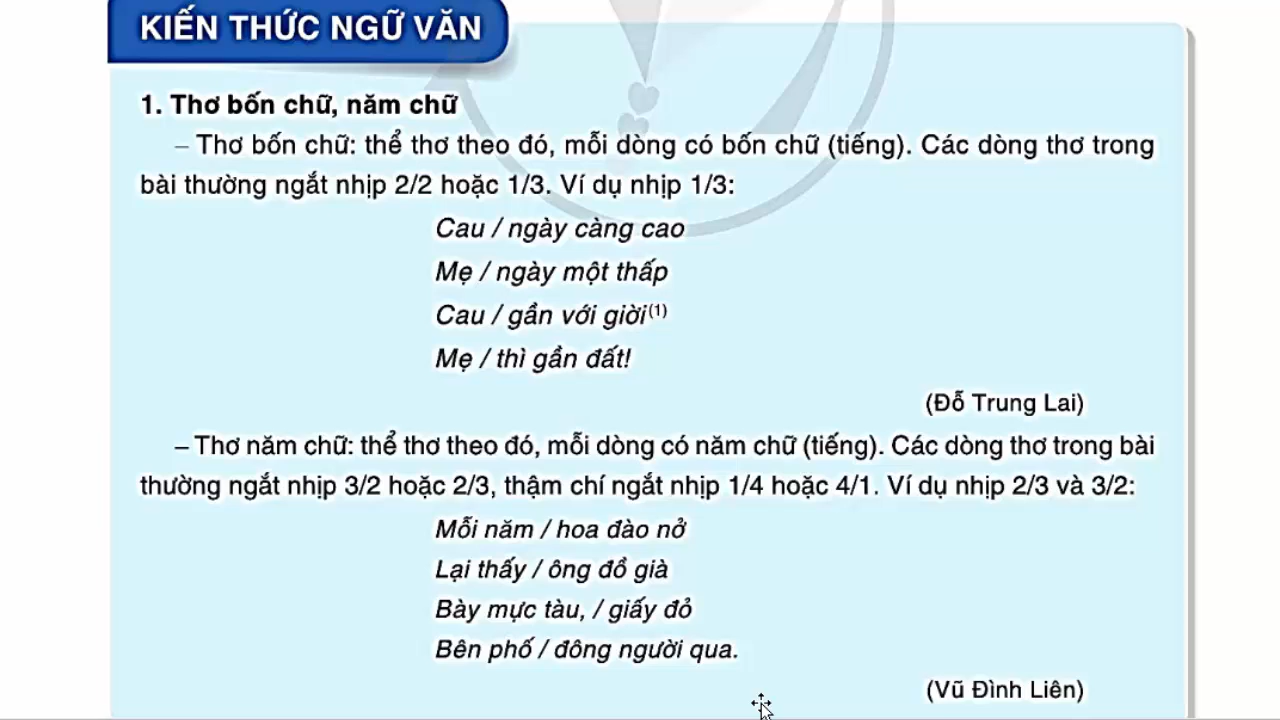 KIẾN THỨC NGỮ VĂN
1. Thơ bốn chữ, năm chữ
– Thơ bốn chữ: thể thơ theo đó, mỗi dòng có bốn chữ (tiếng). Các dòng thơ trong
bài thường ngắt nhịp 2/2 hoặc 1/3. Ví dụ nhịp 1/3:
Cau / ngày càng cao
Mẹ / ngày một thấp
Cau / gần với giời(1)
Mẹ / thì gần đất!
(Đỗ Trung Lai)
– Thơ năm chữ: thể thơ theo đó, mỗi dòng có năm chữ (tiếng). Các dòng thơ trong bài
thường ngắt nhịp 3/2 hoặc 2/3, thậm chí ngắt nhịp 1/4 hoặc 4/1. Ví dụ nhịp 2/3 và 3/2:
Mỗi năm / hoa đào nở
Lại thấy / ông đồ già
Bày mực tàu, / giấy đỏ
Bên phố / đông người qua.
(Vũ Đình Liên)